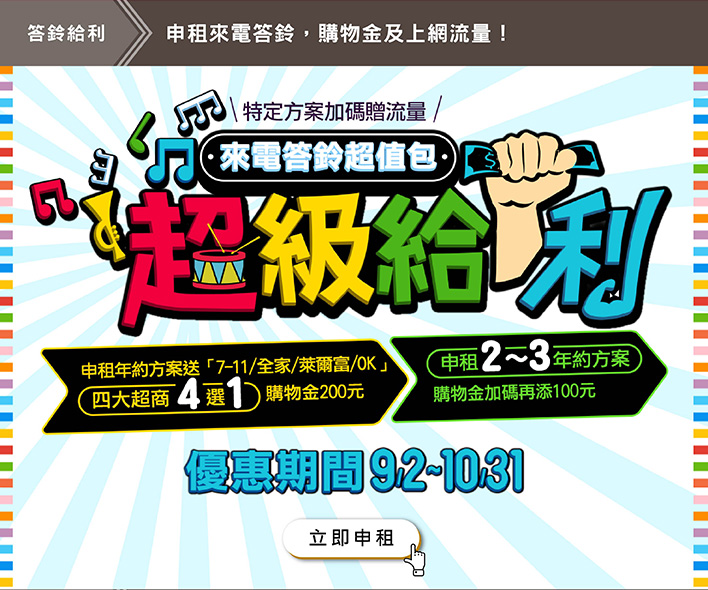 答鈴給利
申租來電答鈴，購物金及上網流量！
\ 特定方案加碼贈流量 /
·來電答鈴超值包·
超級給利
申租年約方案送「7-11/全家/萊爾富/OK」
四大超商4選1 購物金200元
申租2~3年約方案
購物金加碼再添100元
優惠期間9/2~10/31
立即申租